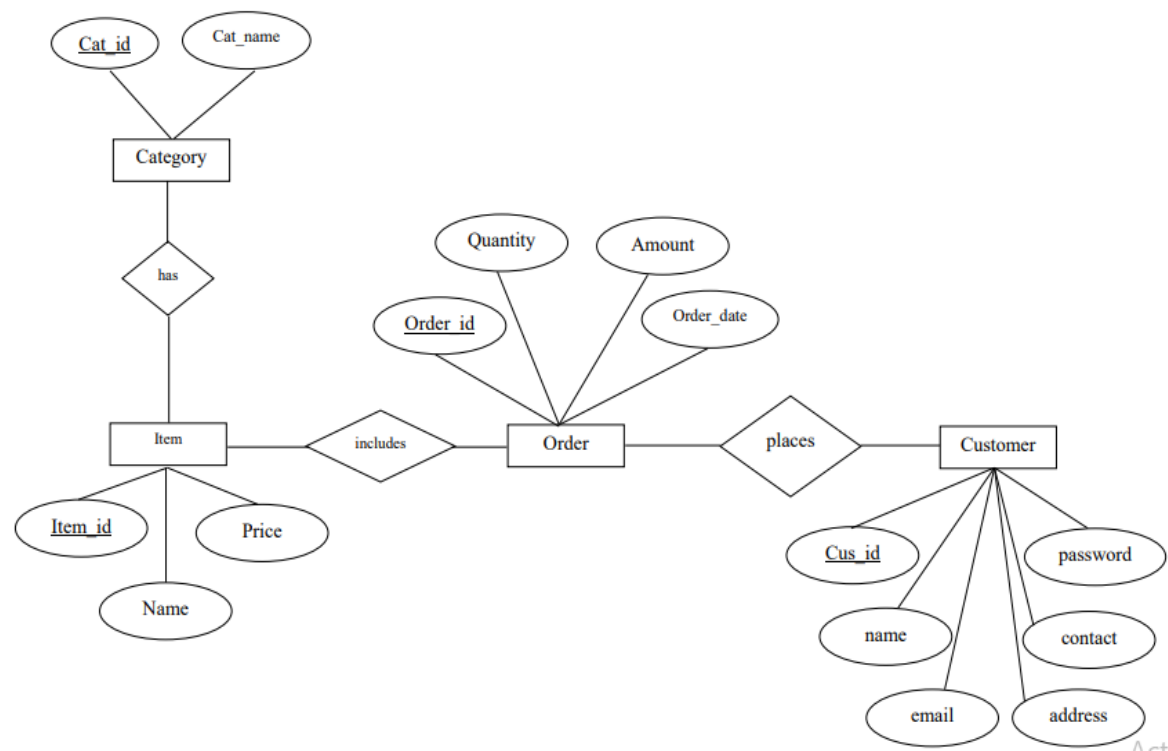 Cat_id
Cat_name
Category
has
Quantity
Amount
Order_id
Order_date
Item
includes
Order
places
Customer
Item_id
Price
Name
Cus_id
password
name
contact
email
address
Act